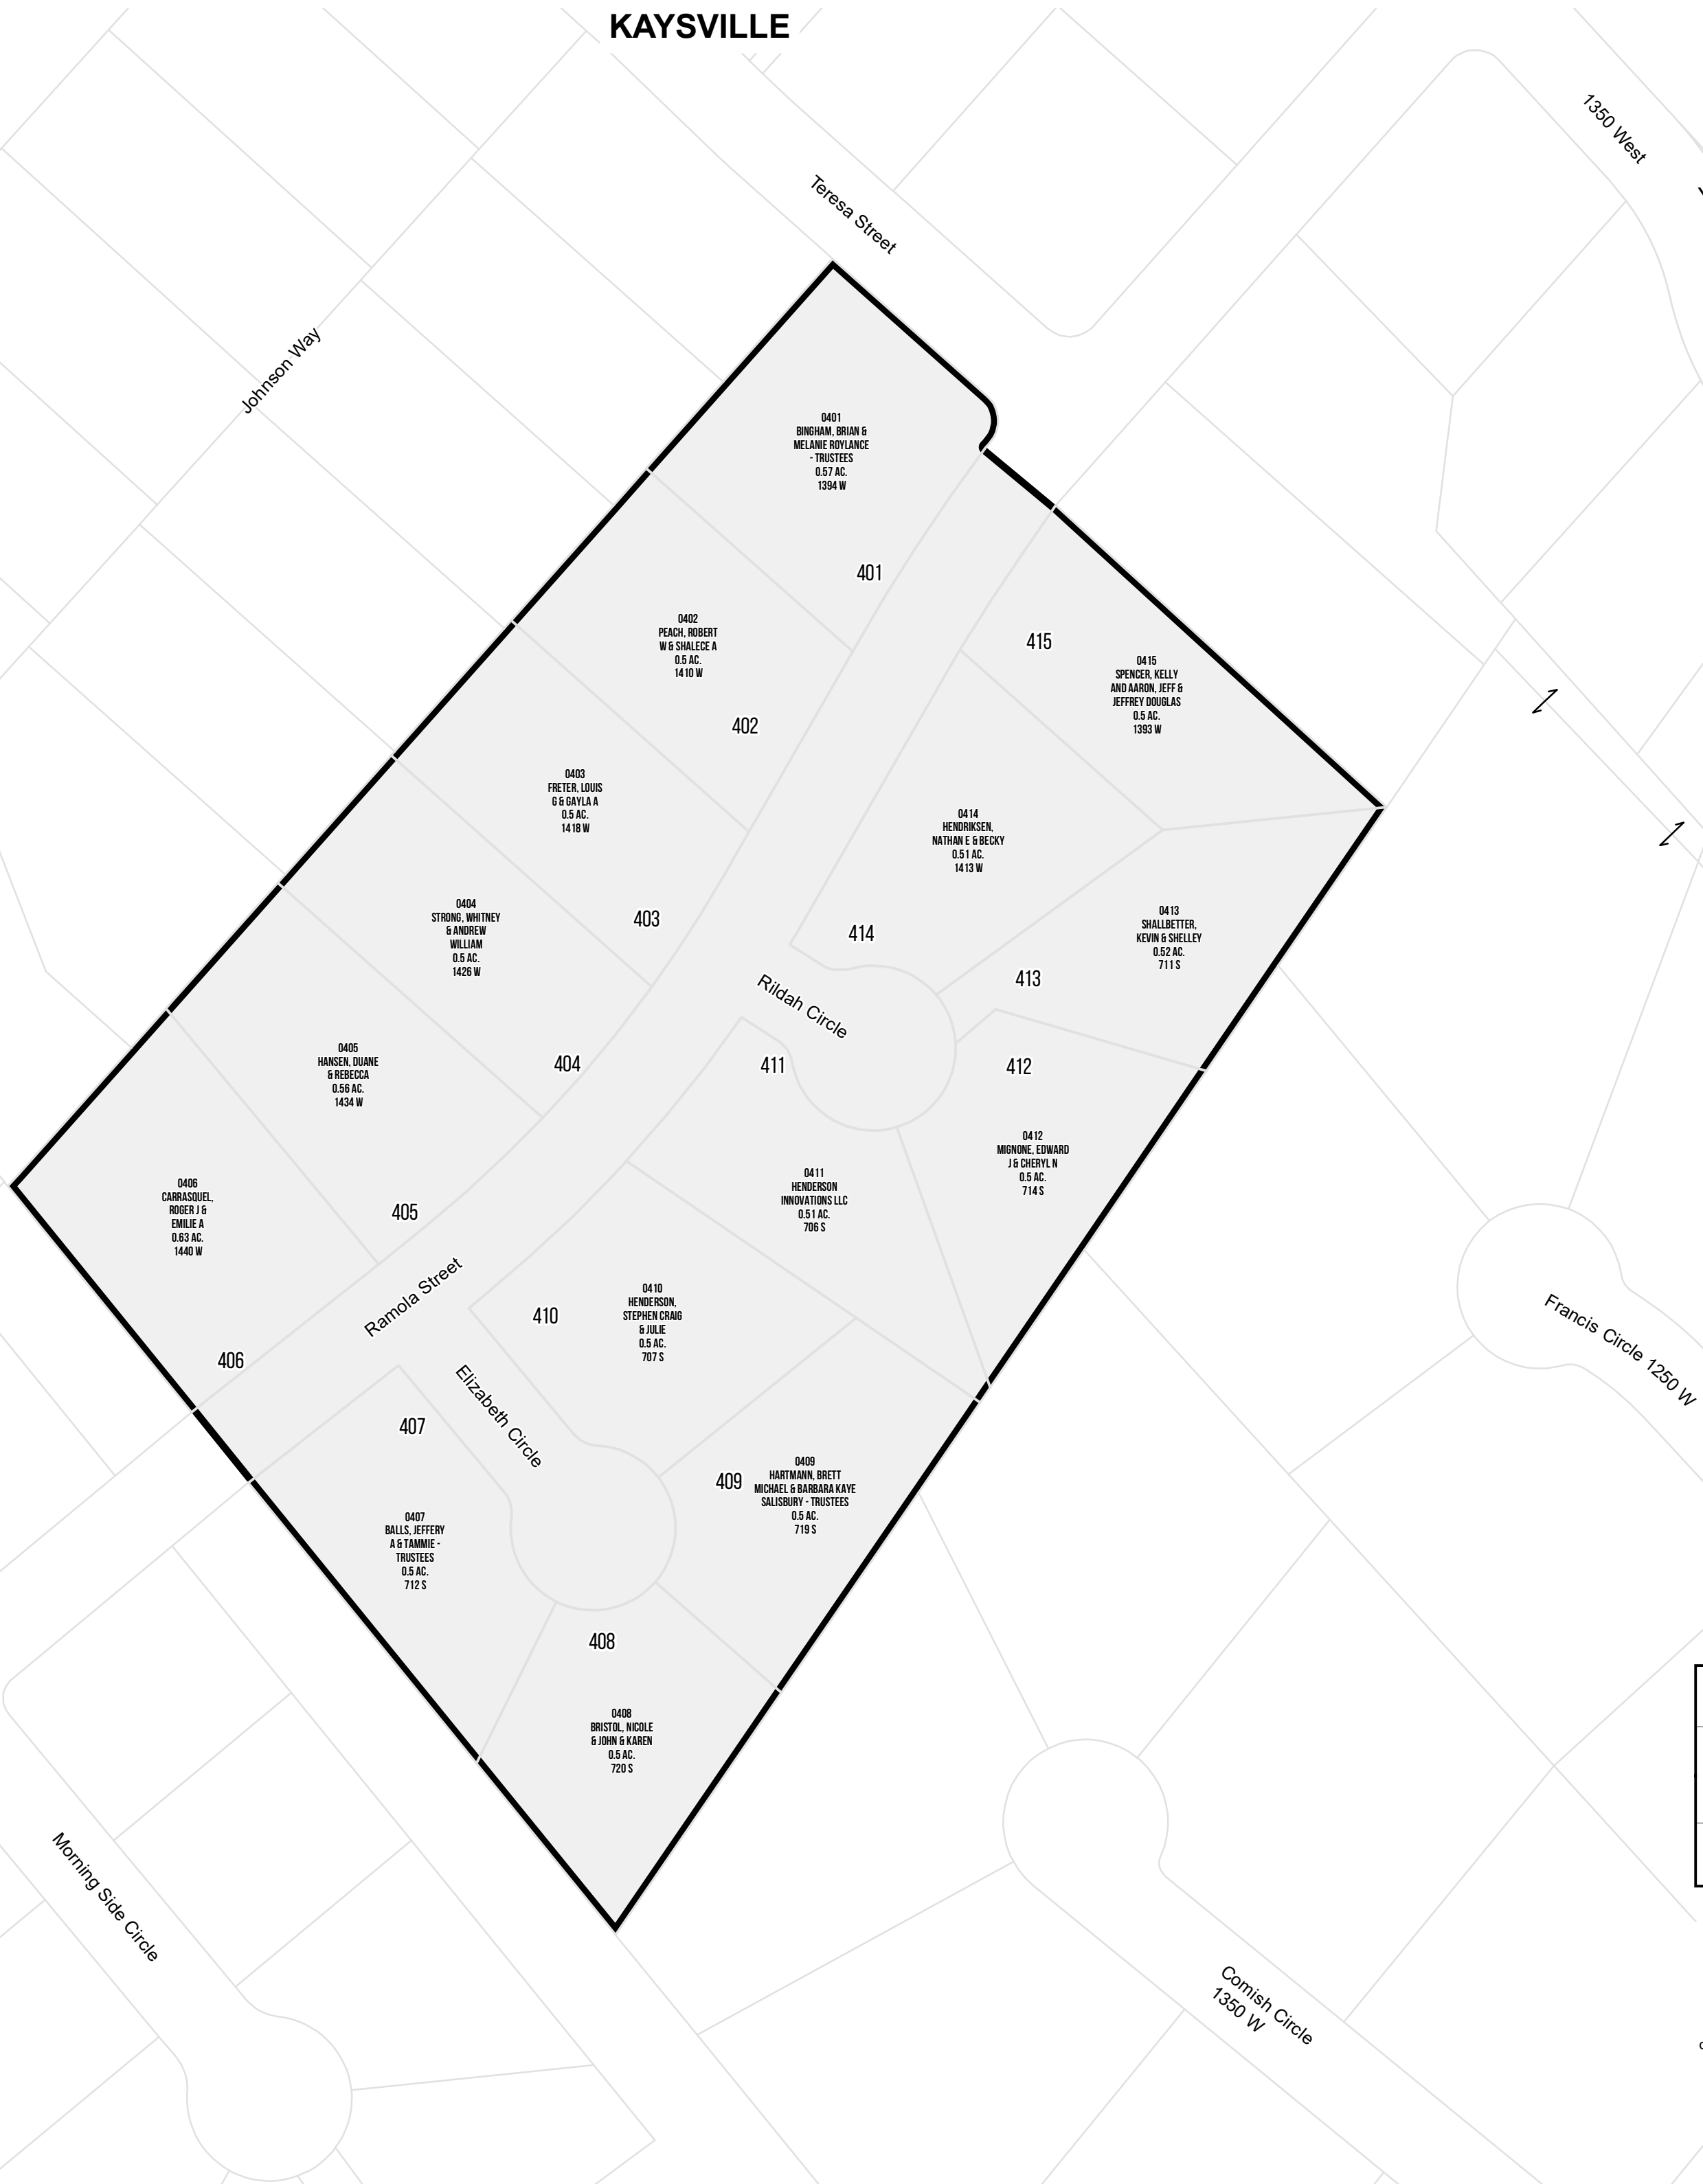 KAYSVILLE
1350 West
Teresa Street
Johnson Way
0401
BINGHAM, BRIAN &
MELANIE ROYLANCE
- TRUSTEES
0.57 AC.
1394 W
401
0402
PEACH, ROBERT
W & SHALECE A
0.5 AC.
1410 W
402
415
0415
SPENCER, KELLY
AND AARON, JEFF &
JEFFREY DOUGLAS
0.5 AC.
1393 W
0403
FRETER, LOUIS
G & GAYLA A
0.5 AC.
1418 W
403
0414
HENDRIKSEN,
NATHAN E & BECKY
0.51 AC.
1413 W
414
0404
STRONG, WHITNEY
& ANDREW
WILLIAM
0.5 AC.
1426 W
404
0413
SHALLBETTER,
KEVIN & SHELLEY
0.52 AC.
711 S
413
Rildah Circle
411
412
0405
HANSEN, DUANE
& REBECCA
0.56 AC.
1434 W
405
0412
MIGNONE, EDWARD
J & CHERYL N
0.5 AC.
714 S
0411
HENDERSON
INNOVATIONS LLC
0.51 AC.
706 S
0406
CARRASQUEL,
ROGER J &
EMILIE A
0.63 AC.
1440 W
406
Ramola Street
410
0410
HENDERSON,
STEPHEN CRAIG
& JULIE
0.5 AC.
707 S
Francis Circle 1250 W
Elizabeth Circle
407
0407
BALLS, JEFFERY
A & TAMMIE -
TRUSTEES
0.5 AC.
712 S
409
0409
HARTMANN, BRETT
MICHAEL & BARBARA KAYE
SALISBURY - TRUSTEES
0.5 AC.
719 S
408
0408
BRISTOL, NICOLE
& JOHN & KAREN
0.5 AC.
720 S
Morning Side Circle
Comish Circle
1350 W